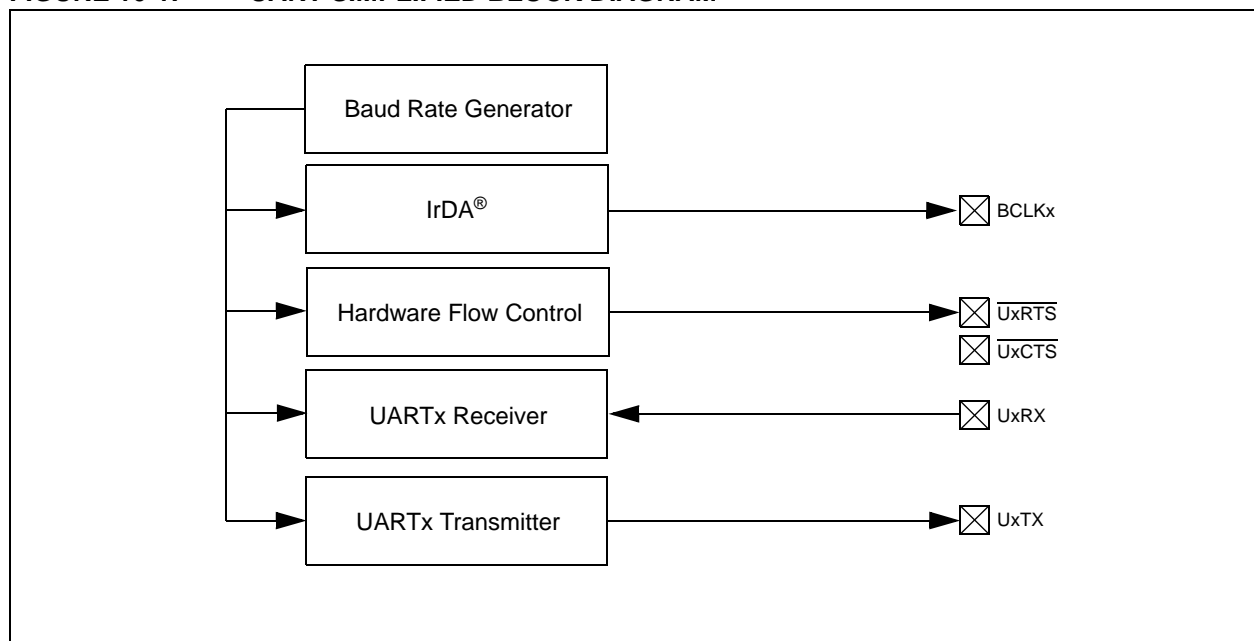 Baud Rate Generator
IrDA®
BCLKx
Hardware Flow Control
UxRTS
UxCTS
UARTx Receiver
UxRX
UARTx Transmitter
UxTX